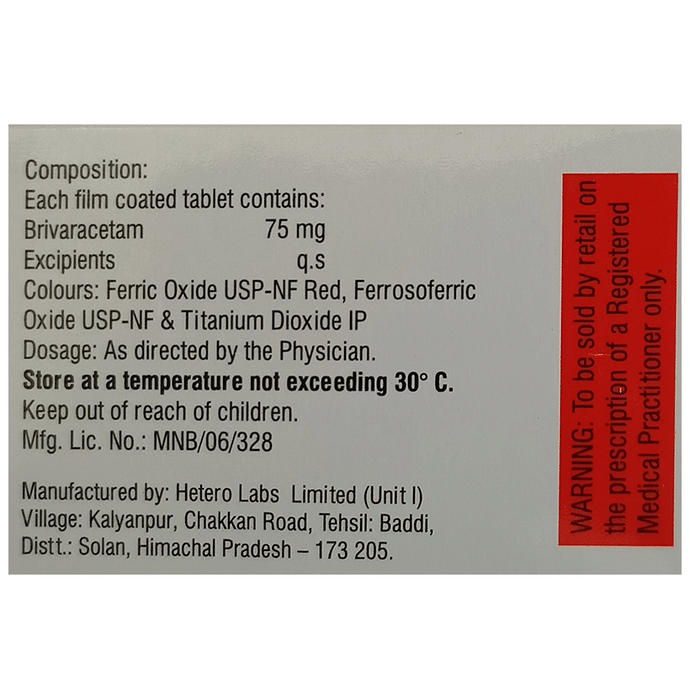 Composition:
Each film coated tablet contains:
Brivaracetam 75 mg
Excipients q.s
Colours: Ferric Oxide USP-NF Red, Ferrosoferric
Oxide USP-NF & Titanium Dioxide IP
Dosage: As directed by the Physician.
Store at a temperature not exceeding 30° C.
Keep out of reach of children.
Mfg. Lic. No.: MNB/06/328
Manufactured by: Hetero Labs Limited (Unit I)
Village: Kalyanpur, Chakkan Road, Tehsil: Baddi,
Distt.: Solan, Himachal Pradesh – 173 205.
WARNING: To be sold by retail on
the prescription of a Registered
Medical Practitioner only.